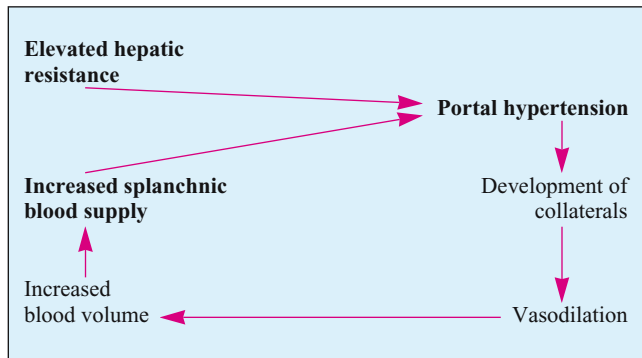 Elevated hepatic
resistance
Portal hypertension
Increased splanchnic
blood supply
Development of
collaterals
Increased
blood volume
Vasodilation